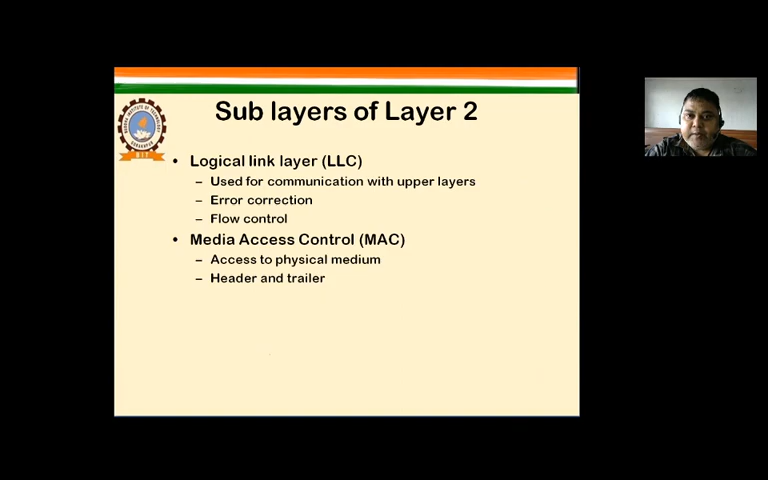 Sub layers of Layer 2
• Logical link layer (LLC)
– Used for communication with upper layers
– Error correction
– Flow control
• Media Access Control (MAC)
– Access to physical medium
– Header and trailer